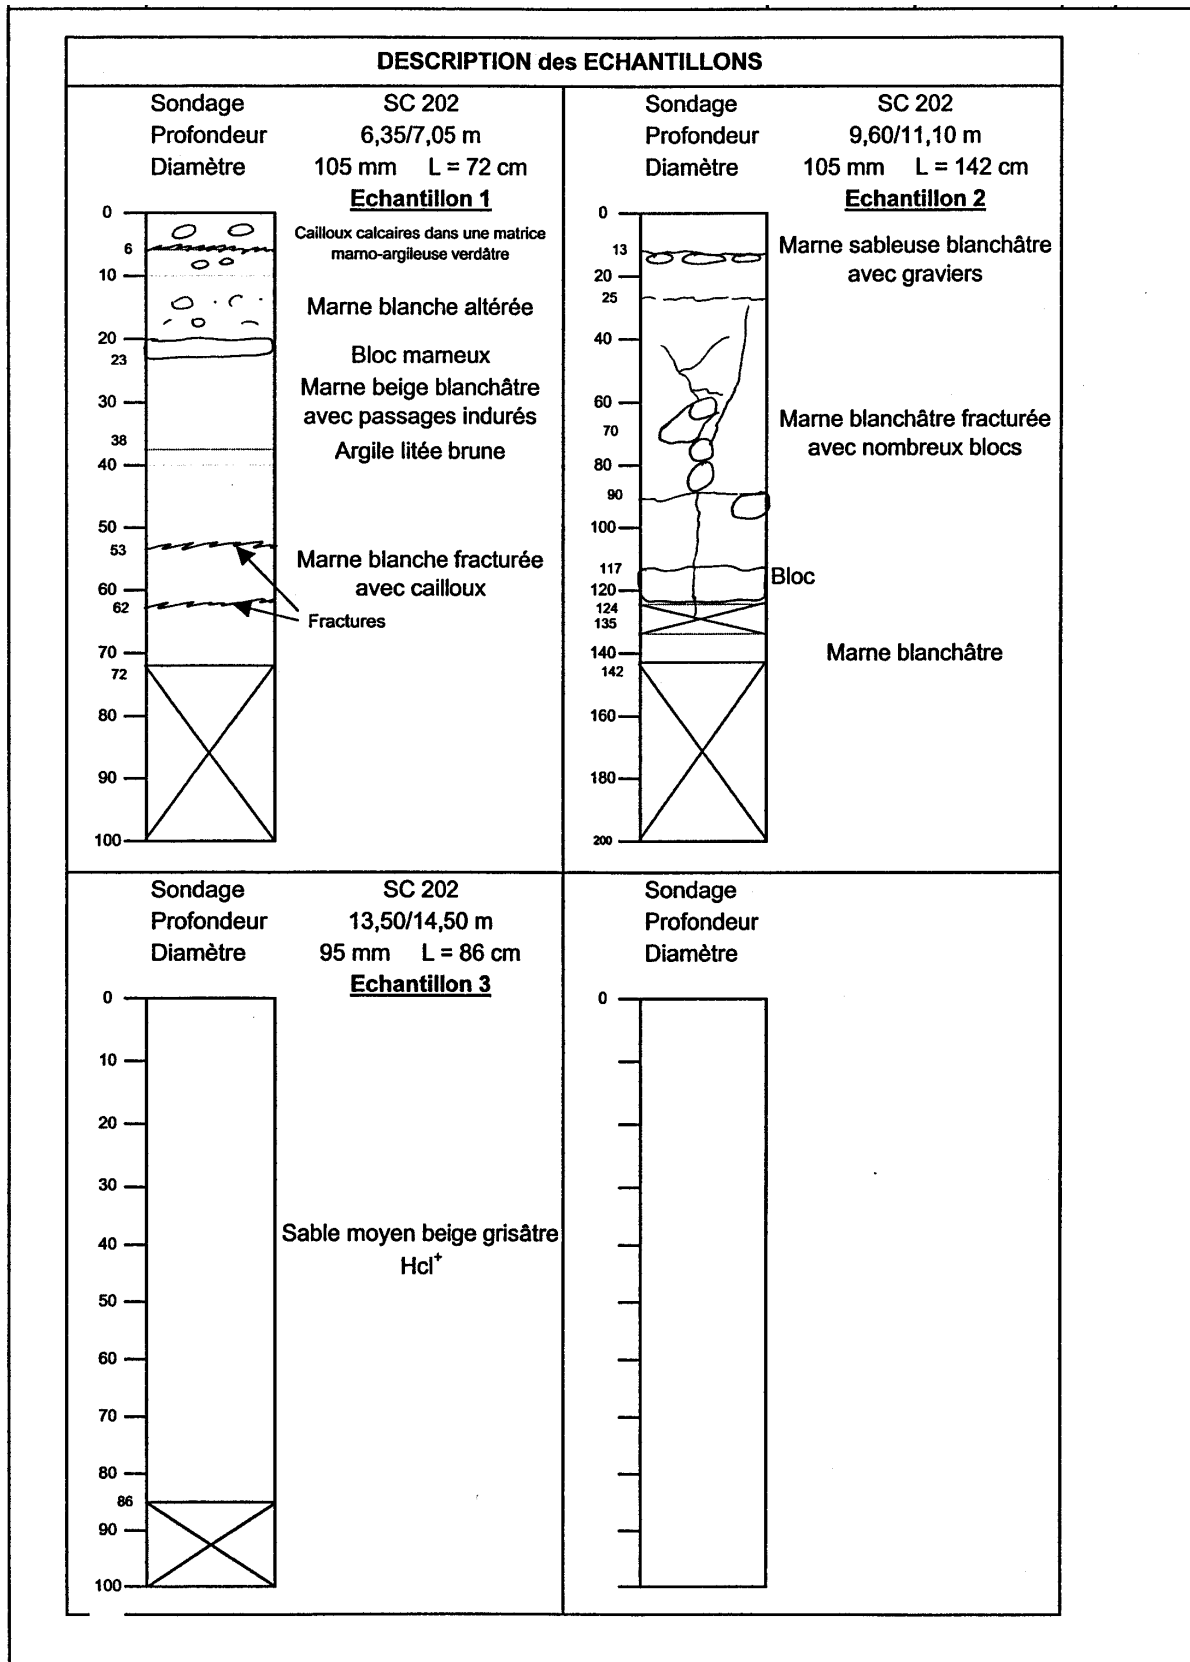 DESCRIPTION des ECHANTILLONS
Sondage SC 202
Profondeur 6,35/7,05 m
Diamètre 105 mm L = 72 cm
Echantillon 1
0
Cailloux calcaires dans une matrice
6
marno-argileuse verdâtre
10
Marne blanche altérée
20
Bloc marneux
23
Marne beige blanchâtre
30
avec passages indurés
38
Argile litée brune
40
50
53
Marne blanche fracturée
60
avec cailloux
62
Fractures
70
72
80
90
100
Sondage SC 202
Profondeur 9,60/11,10 m
Diamètre 105 mm L = 142 cm
Echantillon 2
0
13
Marne sableuse blanchâtre
20
avec graviers
25
40
60
Marne blanchâtre fracturée
70
avec nombreux blocs
80
90
100
117
Bloc
120
124
135
140
Marne blanchâtre
142
160
180
200
Sondage SC 202
Profondeur 13,50/14,50 m
Diamètre 95 mm L = 86 cm
Echantillon 3
0
10
20
30
Sable moyen beige grisâtre
40
Hcl+
50
60
70
80
86
90
100
Sondage
Profondeur
Diamètre
0